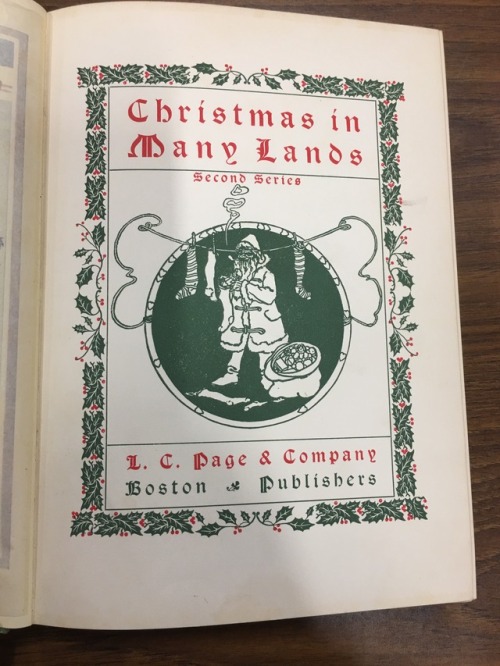 Christmas in
Many Lands
Second Series
L. C. Page & Company
Boston Publishers